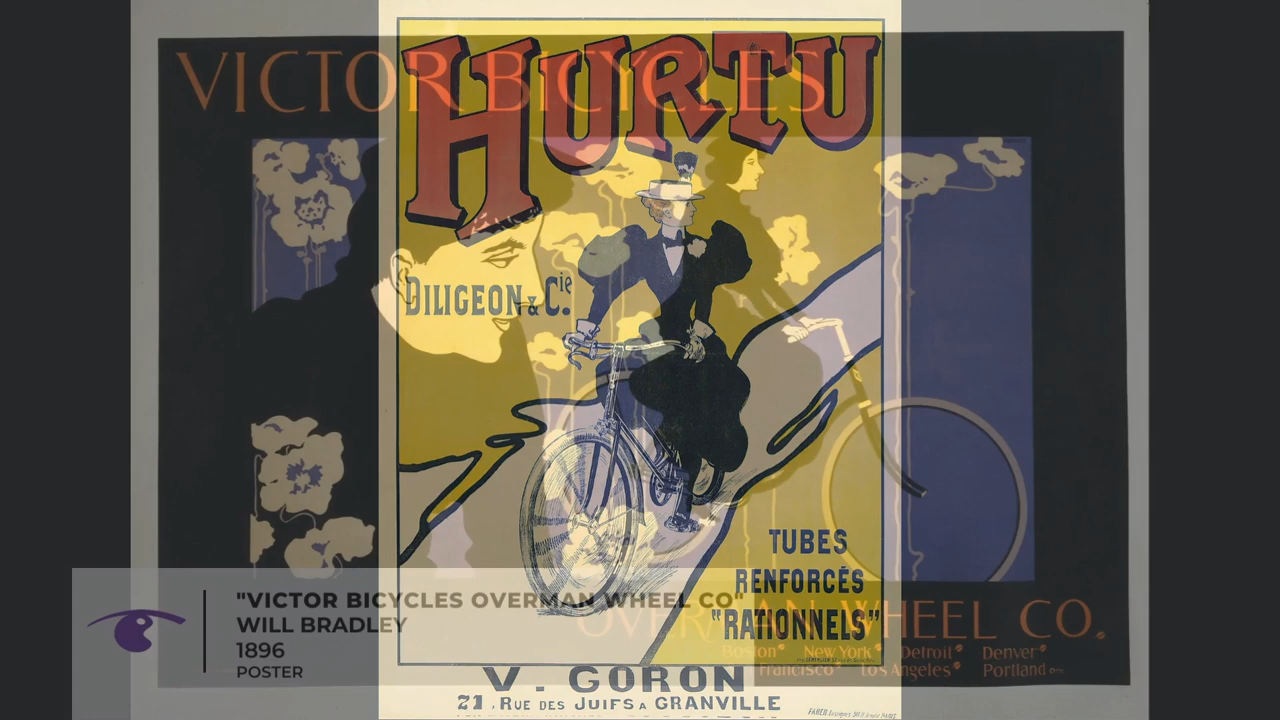 VICTOR BICYCLES
HURTU
DILIGEON & Cie.
TUBES
RENFORCÉS
"RATIONNELS"
OVERMAN WHEEL CO.
Boston New York Detroit Denver
Francisco Los Angeles Portland
"VICTOR BICYCLES OVERMAN WHEEL CO"
WILL BRADLEY
1896
POSTER
V. GORON
21, RUE DES JUIFS A GRANVILLE